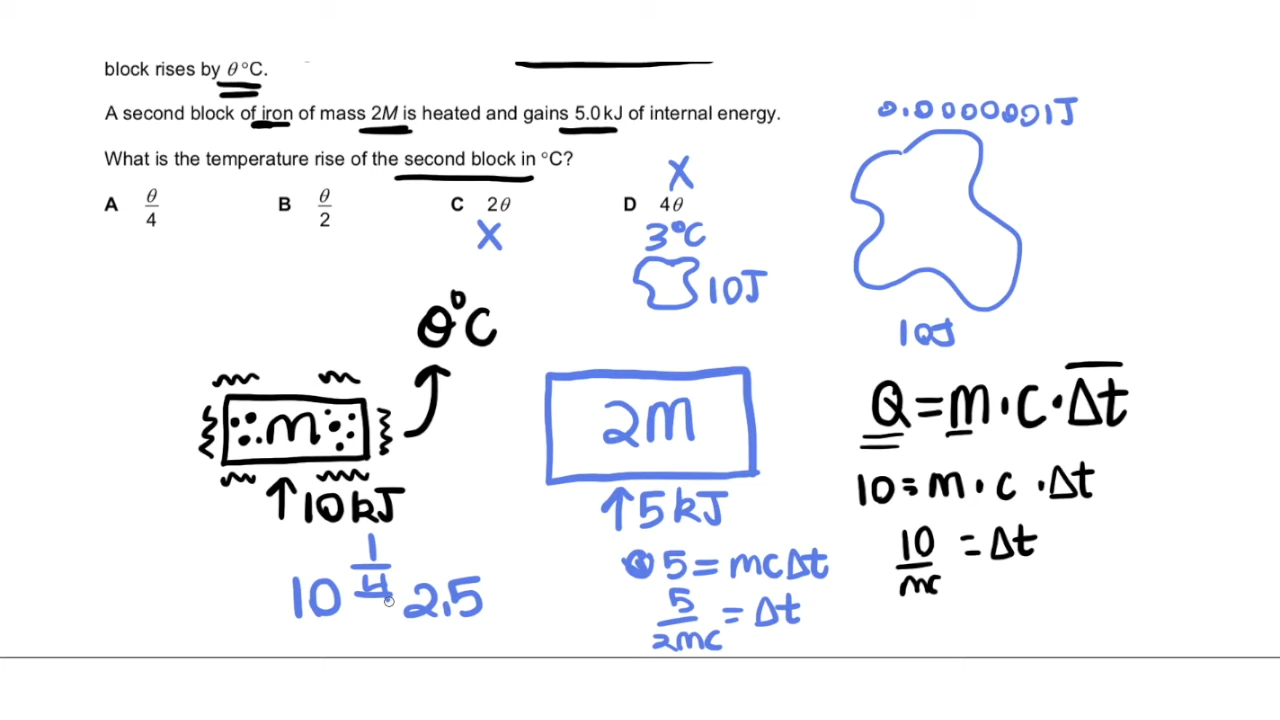 block rises by θ °C.
A second block of iron of mass 2M is heated and gains 5.0 kJ of internal energy.
What is the temperature rise of the second block in °C?
A θ/4 B θ/2 C 2θ D 4θ
X
X
3°C
10J
0.0000001J
10J
θ°C
m
↑10kJ
10 1/4 2.5
2M
↑5kJ
5 = mcΔt
5/2mc = Δt
Q = m · c · Δt
10 = m · c · Δt
10/mc = Δt